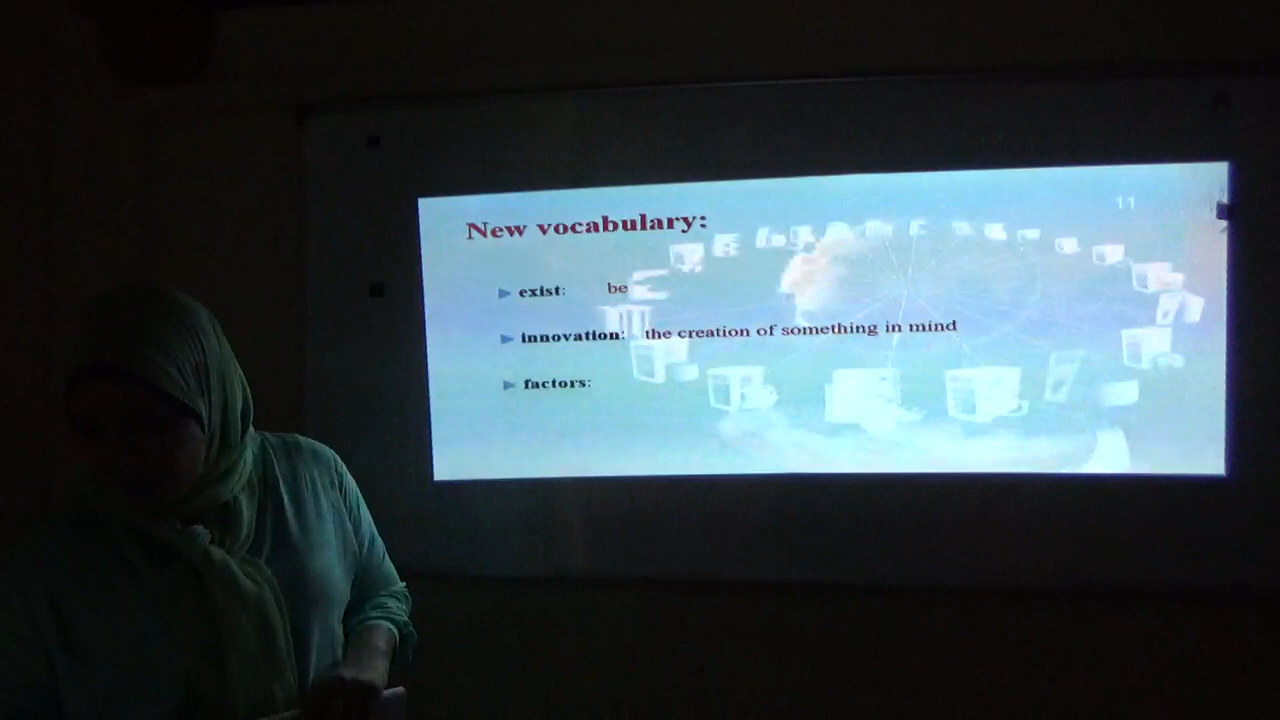 11
New vocabulary:
exist: be
innovation: the creation of something in mind
factors: